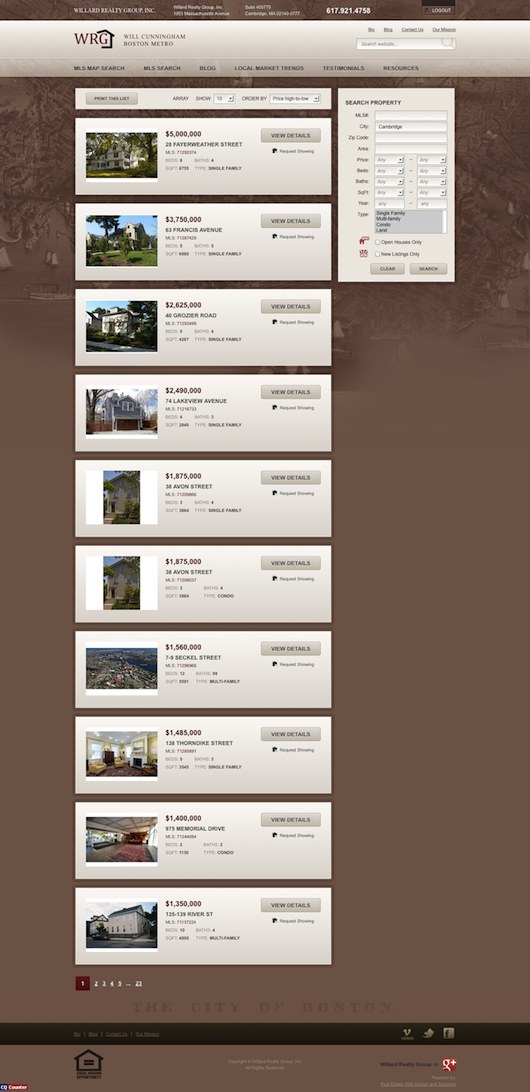 WILLARD REALTY GROUP, INC.
Willard Realty Group, Inc.
1953 Massachusetts Avenue
Suite 400775
Cambridge, MA 02140-0777
617.921.4758
LOGOUT
WRG
WILL CUNNINGHAM
BOSTON METRO
Bio Blog Contact Us Our Mission
Search website...
MLS MAP SEARCH MLS SEARCH BLOG LOCAL MARKET TRENDS TESTIMONIALS RESOURCES
PRINT THIS LIST ARRAY SHOW 10 ORDER BY Price high-to-low
$5,000,000
28 FAYERWEATHER STREET
MLS: 71293374
BEDS: 8 BATHS: 4
SQFT: 6755 TYPE: SINGLE FAMILY
VIEW DETAILS
Request Showing
$3,750,000
63 FRANCIS AVENUE
MLS: 71287429
BEDS: 5 BATHS: 5
SQFT: 6885 TYPE: SINGLE FAMILY
VIEW DETAILS
Request Showing
$2,625,000
40 GROZIER ROAD
MLS: 71293495
BEDS: 5 BATHS: 4
SQFT: 4257 TYPE: SINGLE FAMILY
VIEW DETAILS
Request Showing
$2,490,000
74 LAKEVIEW AVENUE
MLS: 71216733
BEDS: 4 BATHS: 3
SQFT: 2845 TYPE: SINGLE FAMILY
VIEW DETAILS
Request Showing
$1,875,000
38 AVON STREET
MLS: 71209966
BEDS: 3 BATHS: 4
SQFT: 3864 TYPE: SINGLE FAMILY
VIEW DETAILS
Request Showing
$1,875,000
38 AVON STREET
MLS: 71208037
BEDS: 3 BATHS: 4
SQFT: 3864 TYPE: CONDO
VIEW DETAILS
Request Showing
$1,560,000
7-9 SECKEL STREET
MLS: 71296966
BEDS: 12 BATHS: 99
SQFT: 5591 TYPE: MULTI-FAMILY
VIEW DETAILS
Request Showing
$1,485,000
138 THORNDIKE STREET
MLS: 71285891
BEDS: 5 BATHS: 3
SQFT: 2545 TYPE: SINGLE FAMILY
VIEW DETAILS
Request Showing
$1,400,000
975 MEMORIAL DRIVE
MLS: 71244094
BEDS: 2 BATHS: 2
SQFT: 1130 TYPE: CONDO
VIEW DETAILS
Request Showing
$1,350,000
135-139 RIVER ST
MLS: 71137234
BEDS: 10 BATHS: 4
SQFT: 4998 TYPE: MULTI-FAMILY
VIEW DETAILS
Request Showing
1 2 3 4 5 ... 23
SEARCH PROPERTY
MLS#:
City: Cambridge
Zip Code:
Area:
Price: Any – Any
Beds: Any – Any
Baths: Any – Any
SqFt: Any – Any
Year: any – any
Type: Single Family
Multi-family
Condo
Land
Open Houses Only
New Listings Only
CLEAR SEARCH
THE CITY OF BOSTON.
Bio | Blog | Contact Us | Our Mission
EQUAL HOUSING
OPPORTUNITY
Copyright © Willard Realty Group, Inc.
All Rights Reserved.
Willard Realty Group on g+
Powered by:
Real Estate Web Design and Solutions
CQ Counter